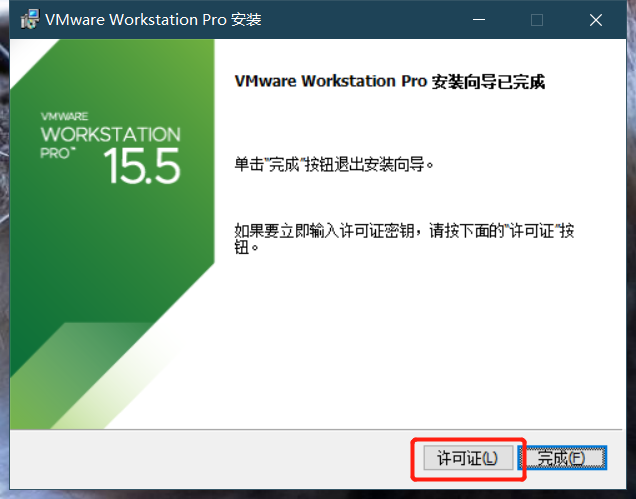 VMware Workstation Pro 安装
VMware Workstation Pro 安装向导已完成
VMWARE
WORKSTATION
PRO™
15.5
单击"完成"按钮退出安装向导。
如果要立即输入许可证密钥，请按下面的"许可证"按
钮。
许可证(L)
完成(F)